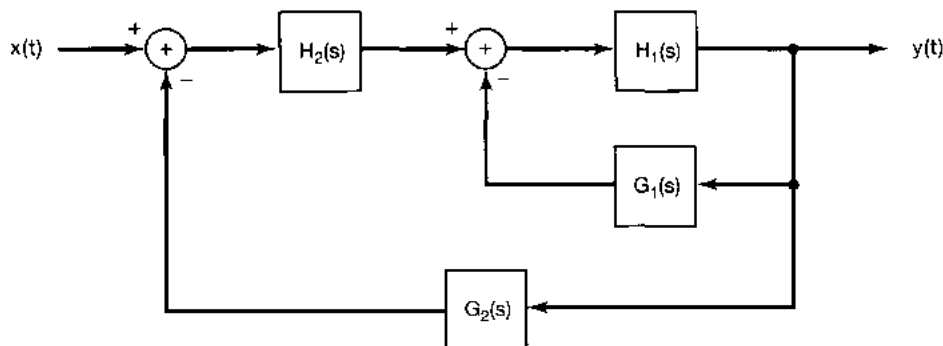 x(t)
+
+
−
H₂(s)
+
+
−
H₁(s)
y(t)
G₁(s)
G₂(s)